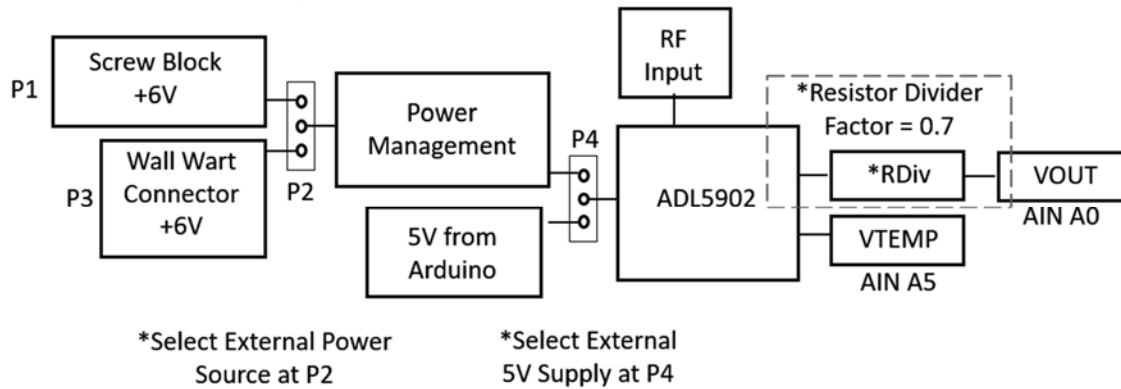 P1
Screw Block
+6V
P3
Wall Wart
Connector
+6V
P2
Power
Management
5V from
Arduino
P4
RF
Input
ADL5902
*Resistor Divider
Factor = 0.7
*RDiv
VOUT
AIN A0
VTEMP
AIN A5
*Select External Power
Source at P2
*Select External
5V Supply at P4